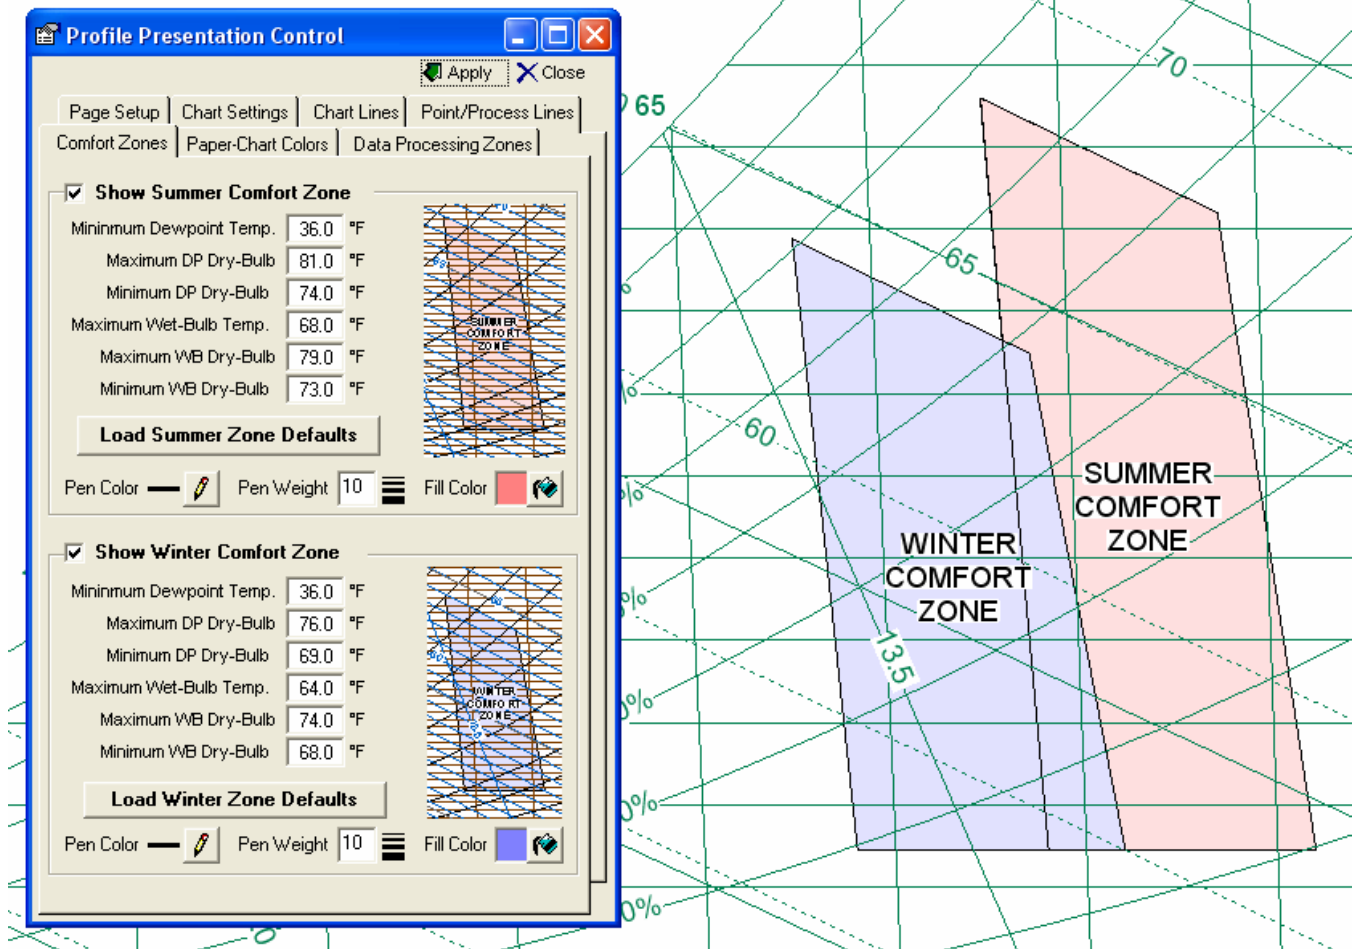 Profile Presentation Control
Apply Close
Page Setup Chart Settings Chart Lines Point/Process Lines
Comfort Zones Paper-Chart Colors Data Processing Zones
Show Summer Comfort Zone
Mininmum Dewpoint Temp. 36.0 °F
Maximum DP Dry-Bulb 81.0 °F
Minimum DP Dry-Bulb 74.0 °F
Maximum Wet-Bulb Temp. 68.0 °F
Maximum WB Dry-Bulb 79.0 °F
Minimum WB Dry-Bulb 73.0 °F
SUMMER
COMFORT
ZONE
Load Summer Zone Defaults
Pen Color Pen Weight 10 Fill Color
Show Winter Comfort Zone
Mininmum Dewpoint Temp. 36.0 °F
Maximum DP Dry-Bulb 76.0 °F
Minimum DP Dry-Bulb 69.0 °F
Maximum Wet-Bulb Temp. 64.0 °F
Maximum WB Dry-Bulb 74.0 °F
Minimum WB Dry-Bulb 68.0 °F
WINTER
COMFORT
ZONE
Load Winter Zone Defaults
Pen Color Pen Weight 10 Fill Color
65
70
65
60
SUMMER
COMFORT
ZONE
WINTER
COMFORT
ZONE
13.5
0%
0%
0%